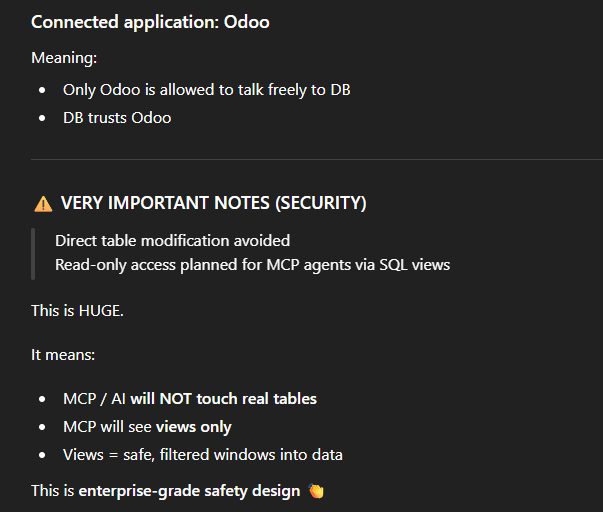 Connected application: Odoo
Meaning:
• Only Odoo is allowed to talk freely to DB
• DB trusts Odoo
⚠️ VERY IMPORTANT NOTES (SECURITY)
Direct table modification avoided
Read-only access planned for MCP agents via SQL views
This is HUGE.
It means:
• MCP / AI will NOT touch real tables
• MCP will see views only
• Views = safe, filtered windows into data
This is enterprise-grade safety design 👏